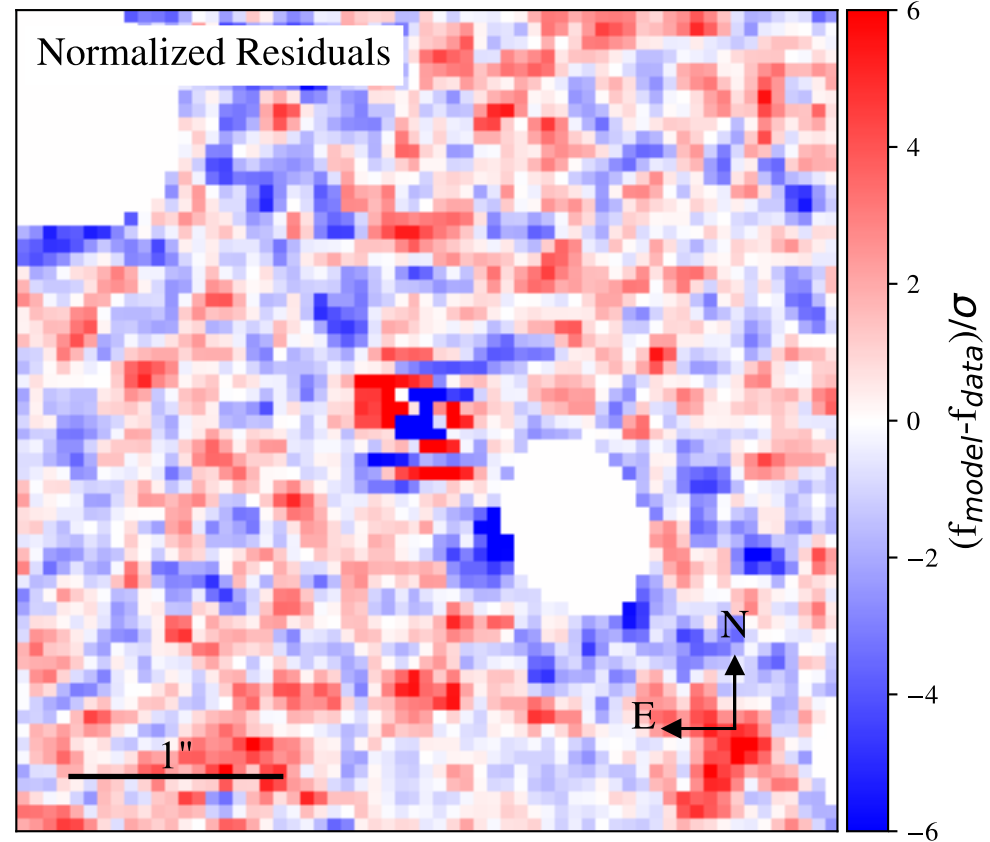 Normalized Residuals
6
4
2
0
−2
−4
−6
(f_model-f_data)/σ
N
E
1"